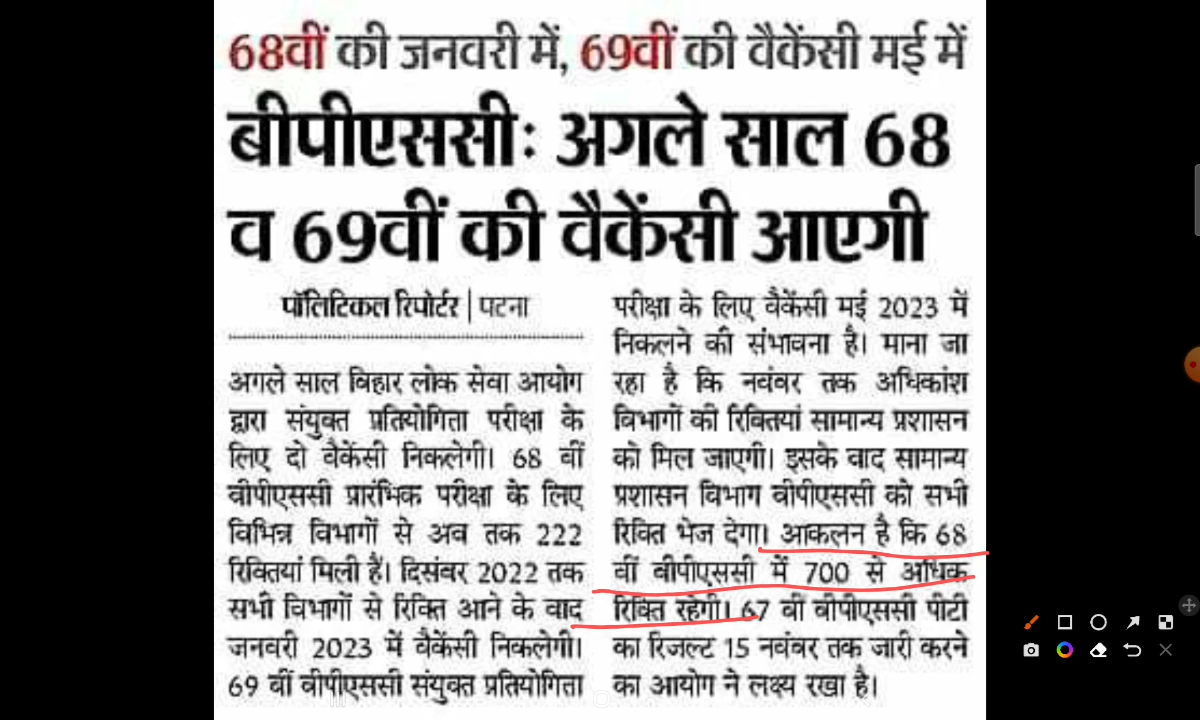 68वीं की जनवरी में, 69वीं की वैकेंसी मई में
बीपीएससी: अगले साल 68
व 69वीं की वैकेंसी आएगी
पॉलिटिकल रिपोर्टर | पटना
अगले साल बिहार लोक सेवा आयोग
द्वारा संयुक्त प्रतियोगिता परीक्षा के
लिए दो वैकेंसी निकलेगी। 68 वीं
बीपीएससी प्रारंभिक परीक्षा के लिए
विभिन्न विभागों से अब तक 222
रिक्तियां मिली हैं। दिसंबर 2022 तक
सभी विभागों से रिक्ति आने के बाद
जनवरी 2023 में वैकेंसी निकलेगी।
69 वीं बीपीएससी संयुक्त प्रतियोगिता
परीक्षा के लिए वैकेंसी मई 2023 में
निकलने की संभावना है। माना जा
रहा है कि नवंबर तक अधिकांश
विभागों की रिक्तियां सामान्य प्रशासन
को मिल जाएगी। इसके बाद सामान्य
प्रशासन विभाग बीपीएससी को सभी
रिक्ति भेज देगा। आकलन है कि 68
वीं बीपीएससी में 700 से अधिक
रिक्ति रहेगी। 67 वीं बीपीएससी पीटी
का रिजल्ट 15 नवंबर तक जारी करने
का आयोग ने लक्ष्य रखा है।